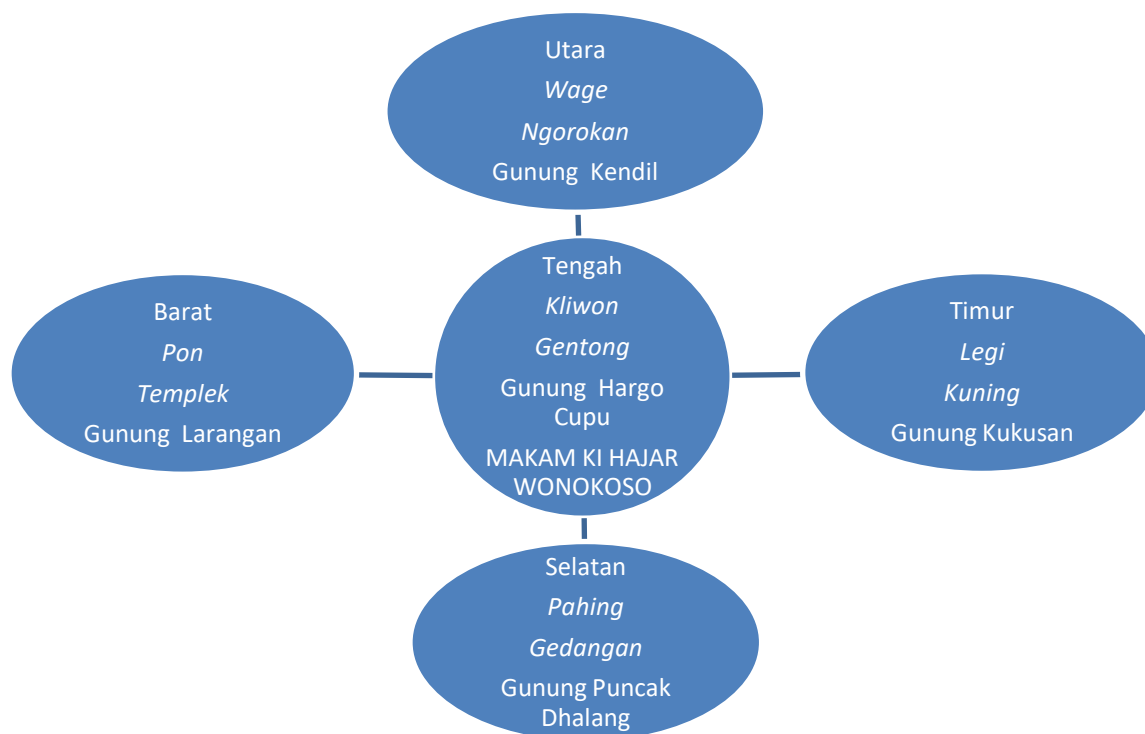 Utara
Wage
Ngorokan
Gunung Kendil
Barat
Pon
Templek
Gunung Larangan
Tengah
Kliwon
Gentong
Gunung Hargo
Cupu
MAKAM KI HAJAR
WONOKOSO
Timur
Legi
Kuning
Gunung Kukusan
Selatan
Pahing
Gedangan
Gunung Puncak
Dhalang